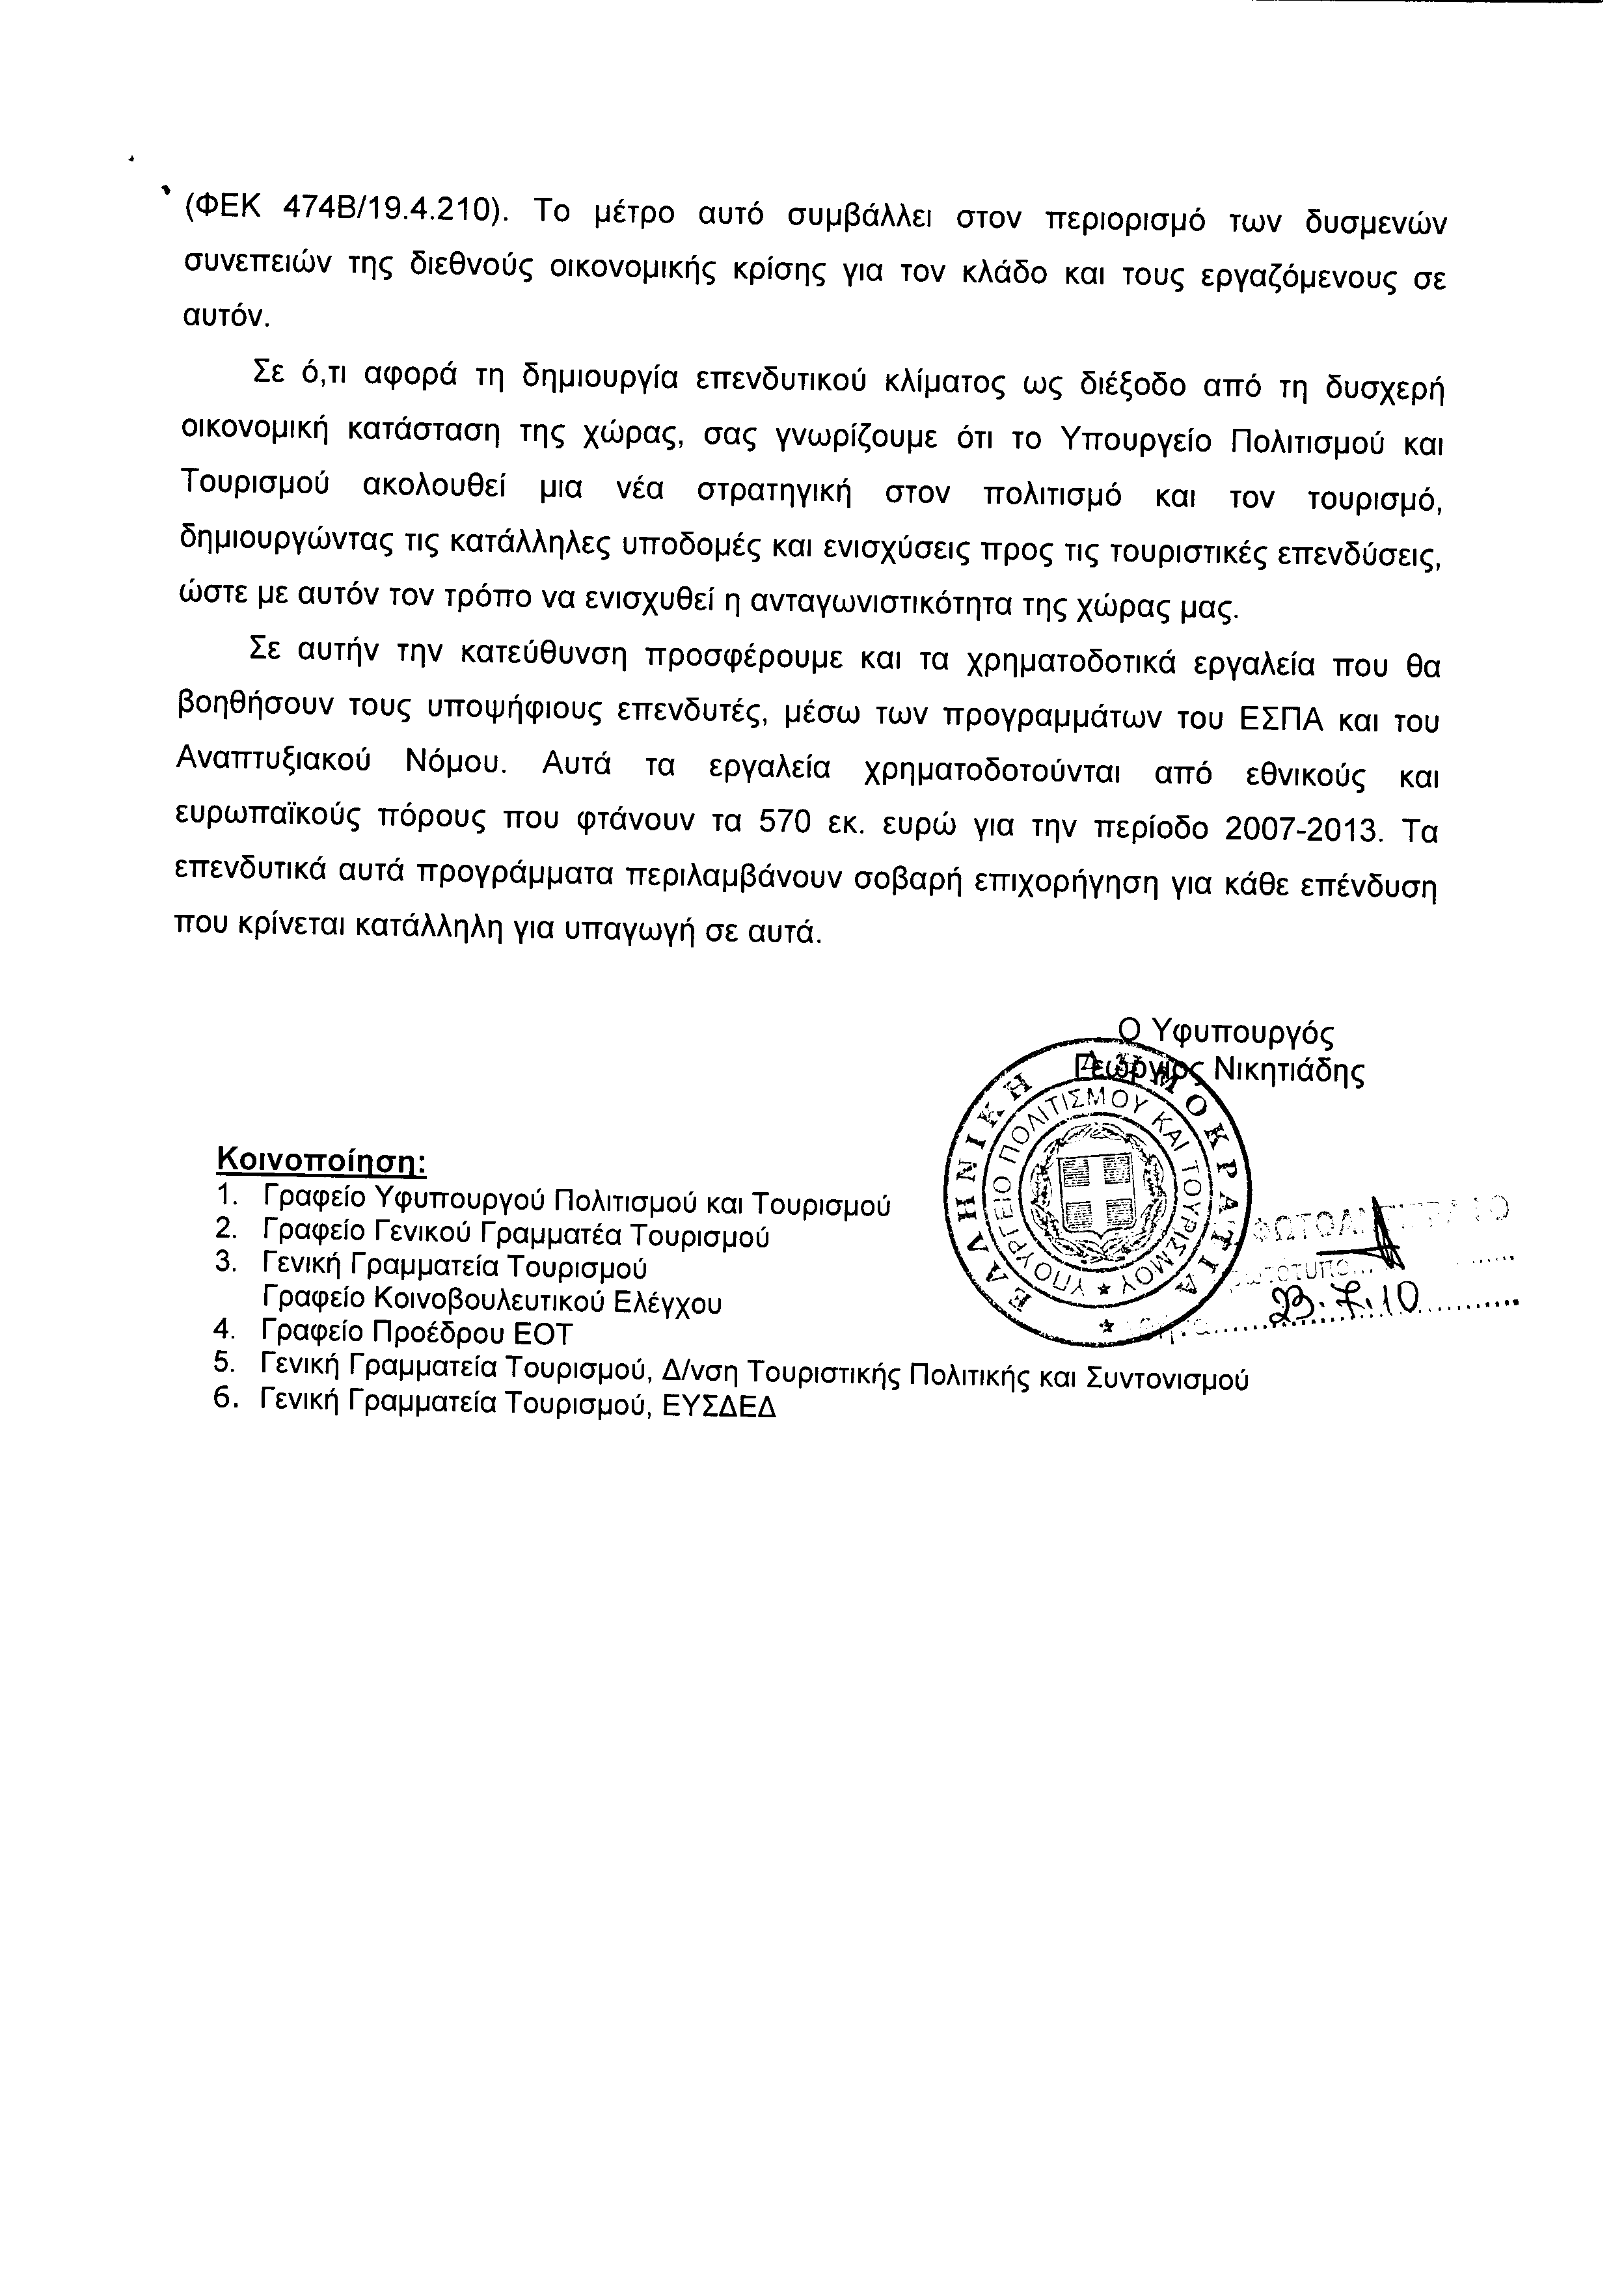 (ΦΕΚ 474Β/19.4.210). Το μέτρο αυτό συμβάλλει στον περιορισμό των δυσμενών
συνεπειών της διεθνούς οικονομικής κρίσης για τον κλάδο και τους εργαζόμενους σε
αυτόν.
Σε ό,τι αφορά τη δημιουργία επενδυτικού κλίματος ως διέξοδο από τη δυσχερή
οικονομική κατάσταση της χώρας, σας γνωρίζουμε ότι το Υπουργείο Πολιτισμού και
Τουρισμού ακολουθεί μια νέα στρατηγική στον πολιτισμό και τον τουρισμό,
δημιουργώντας τις κατάλληλες υποδομές και ενισχύσεις προς τις τουριστικές επενδύσεις,
ώστε με αυτόν τον τρόπο να ενισχυθεί η ανταγωνιστικότητα της χώρας μας.
Σε αυτήν την κατεύθυνση προσφέρουμε και τα χρηματοδοτικά εργαλεία που θα
βοηθήσουν τους υποψήφιους επενδυτές, μέσω των προγραμμάτων του ΕΣΠΑ και του
Αναπτυξιακού Νόμου. Αυτά τα εργαλεία χρηματοδοτούνται από εθνικούς και
ευρωπαϊκούς πόρους που φτάνουν τα 570 εκ. ευρώ για την περίοδο 2007-2013. Τα
επενδυτικά αυτά προγράμματα περιλαμβάνουν σοβαρή επιχορήγηση για κάθε επένδυση
που κρίνεται κατάλληλη για υπαγωγή σε αυτά.
Ο Υφυπουργός
Γεώργιος Νικητιάδης
ΕΛΛΗΝΙΚΗ ΔΗΜΟΚΡΑΤΙΑ
ΥΠΟΥΡΓΕΙΟ ΠΟΛΙΤΙΣΜΟΥ ΚΑΙ ΤΟΥΡΙΣΜΟΥ
23.7.10
Κοινοποίηση:
1. Γραφείο Υφυπουργού Πολιτισμού και Τουρισμού
2. Γραφείο Γενικού Γραμματέα Τουρισμού
3. Γενική Γραμματεία Τουρισμού
Γραφείο Κοινοβουλευτικού Ελέγχου
4. Γραφείο Προέδρου ΕΟΤ
5. Γενική Γραμματεία Τουρισμού, Δ/νση Τουριστικής Πολιτικής και Συντονισμού
6. Γενική Γραμματεία Τουρισμού, ΕΥΣΔΕΔ